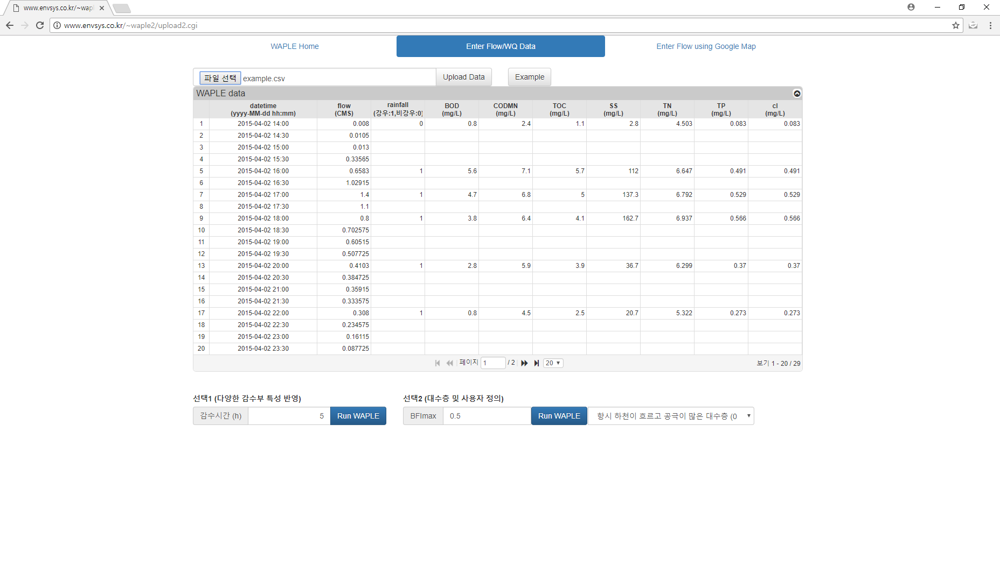 www.envsys.co.kr/~wapl
www.envsys.co.kr/~waple2/upload2.cgi
WAPLE Home Enter Flow/WQ Data Enter Flow using Google Map
파일 선택 example.csv Upload Data Example
WAPLE data
datetime flow rainfall BOD CODMN TOC SS TN TP cl
(yyyy-MM-dd hh:mm) (CMS) (강우:1,비강우:0) (mg/L) (mg/L) (mg/L) (mg/L) (mg/L) (mg/L) (mg/L)
1 2015-04-02 14:00 0.008 0 0.8 2.4 1.1 2.8 4.503 0.083 0.083
2 2015-04-02 14:30 0.0105
3 2015-04-02 15:00 0.013
4 2015-04-02 15:30 0.33565
5 2015-04-02 16:00 0.6583 1 5.6 7.1 5.7 112 6.647 0.491 0.491
6 2015-04-02 16:30 1.02915
7 2015-04-02 17:00 1.4 1 4.7 6.8 5 137.3 6.792 0.529 0.529
8 2015-04-02 17:30 1.1
9 2015-04-02 18:00 0.8 1 3.8 6.4 4.1 162.7 6.937 0.566 0.566
10 2015-04-02 18:30 0.702575
11 2015-04-02 19:00 0.60515
12 2015-04-02 19:30 0.507725
13 2015-04-02 20:00 0.4103 1 2.8 5.9 3.9 36.7 6.299 0.37 0.37
14 2015-04-02 20:30 0.384725
15 2015-04-02 21:00 0.35915
16 2015-04-02 21:30 0.333575
17 2015-04-02 22:00 0.308 1 0.8 4.5 2.5 20.7 5.322 0.273 0.273
18 2015-04-02 22:30 0.234575
19 2015-04-02 23:00 0.16115
20 2015-04-02 23:30 0.087725
페이지 1 / 2 20 보기 1 - 20 / 29
선택1 (다양한 감수부 특성 반영) 선택2 (대수층 및 사용자 정의)
감수시간 (h) 5 Run WAPLE BFImax 0.5 Run WAPLE 항시 하천이 흐르고 공극이 많은 대수층 (0